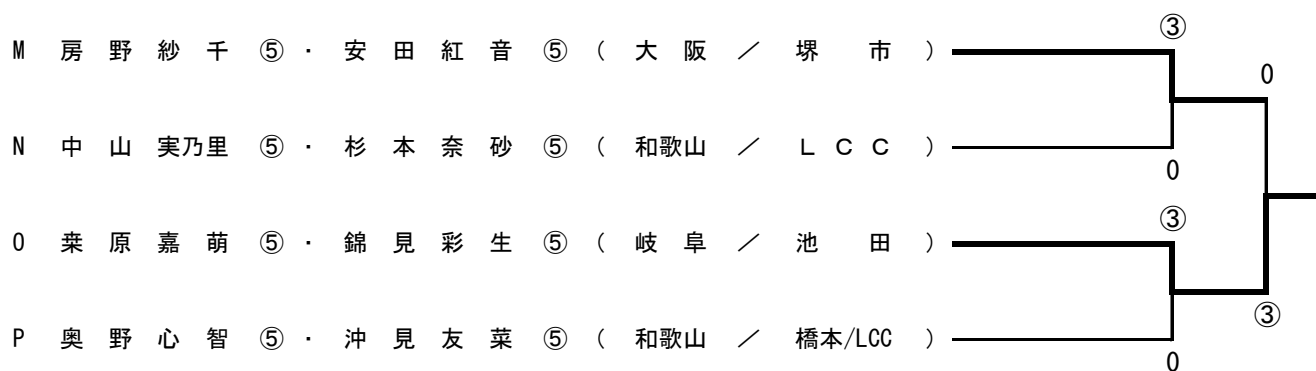 ③
M 房野紗千 ⑤ ・ 安田紅音 ⑤ ( 大阪 ／ 堺市 )
0
N 中山実乃里 ⑤ ・ 杉本奈砂 ⑤ ( 和歌山 ／ ＬＣＣ )
0
③
O 桒原嘉萌 ⑤ ・ 錦見彩生 ⑤ ( 岐阜 ／ 池田 )
③
P 奥野心智 ⑤ ・ 沖見友菜 ⑤ ( 和歌山 ／ 橋本/LCC )
0